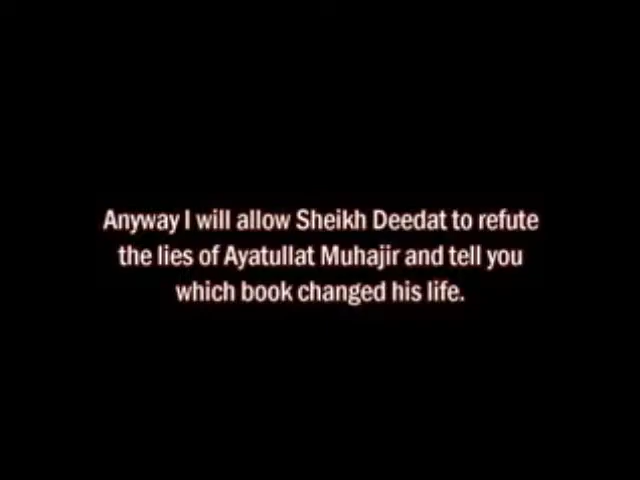 Anyway I will allow Sheikh Deedat to refute
the lies of Ayatullat Muhajir and tell you
which book changed his life.